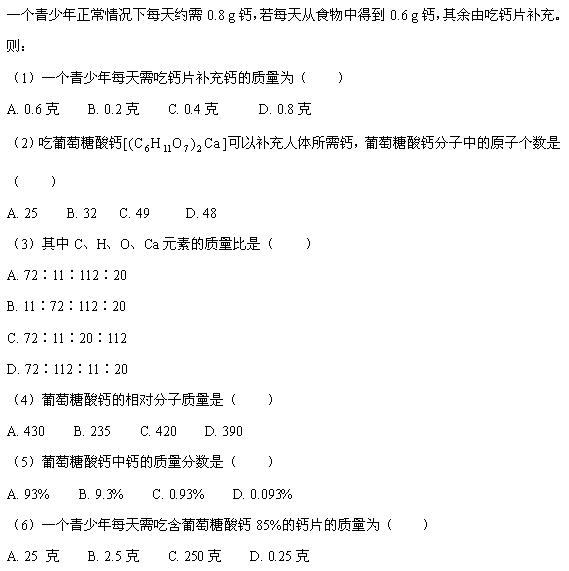 一个青少年正常情况下每天约需 0.8 g 钙,若每天从食物中得到 0.6 g 钙,其余由吃钙片补充。
则:
(1)一个青少年每天需吃钙片补充钙的质量为( )
A. 0.6 克 B. 0.2 克 C. 0.4 克 D. 0.8 克
(2)吃葡萄糖酸钙[(C₆H₁₁O₇)₂Ca]可以补充人体所需钙,葡萄糖酸钙分子中的原子个数是
( )
A. 25 B. 32 C. 49 D. 48
(3)其中 C、H、O、Ca 元素的质量比是( )
A. 72∶11∶112∶20
B. 11∶72∶112∶20
C. 72∶11∶20∶112
D. 72∶112∶11∶20
(4)葡萄糖酸钙的相对分子质量是( )
A. 430 B. 235 C. 420 D. 390
(5)葡萄糖酸钙中钙的质量分数是( )
A. 93% B. 9.3% C. 0.93% D. 0.093%
(6)一个青少年每天需吃含葡萄糖酸钙 85%的钙片的质量为( )
A. 25 克 B. 2.5 克 C. 250 克 D. 0.25 克